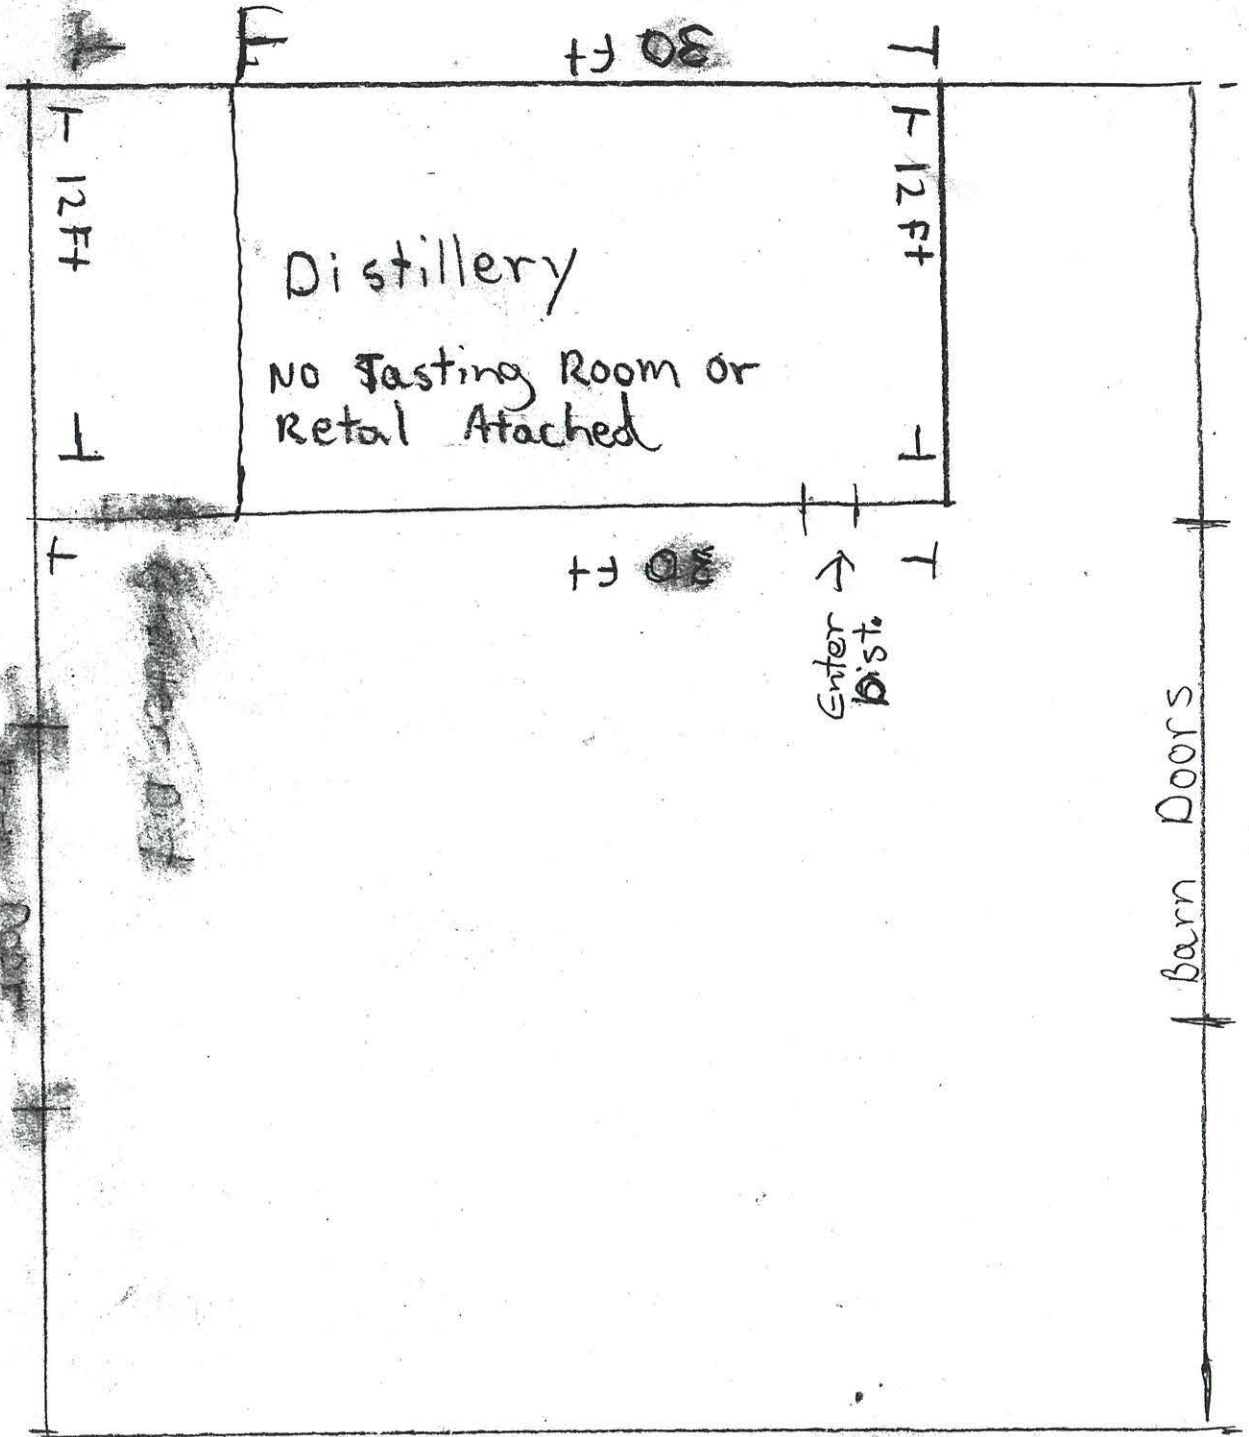 30 Ft
12 Ft
12 Ft
Distillery
No Tasting Room or
Retal Atached
30 Ft
Enter
Dist.
Barn Doors
Door